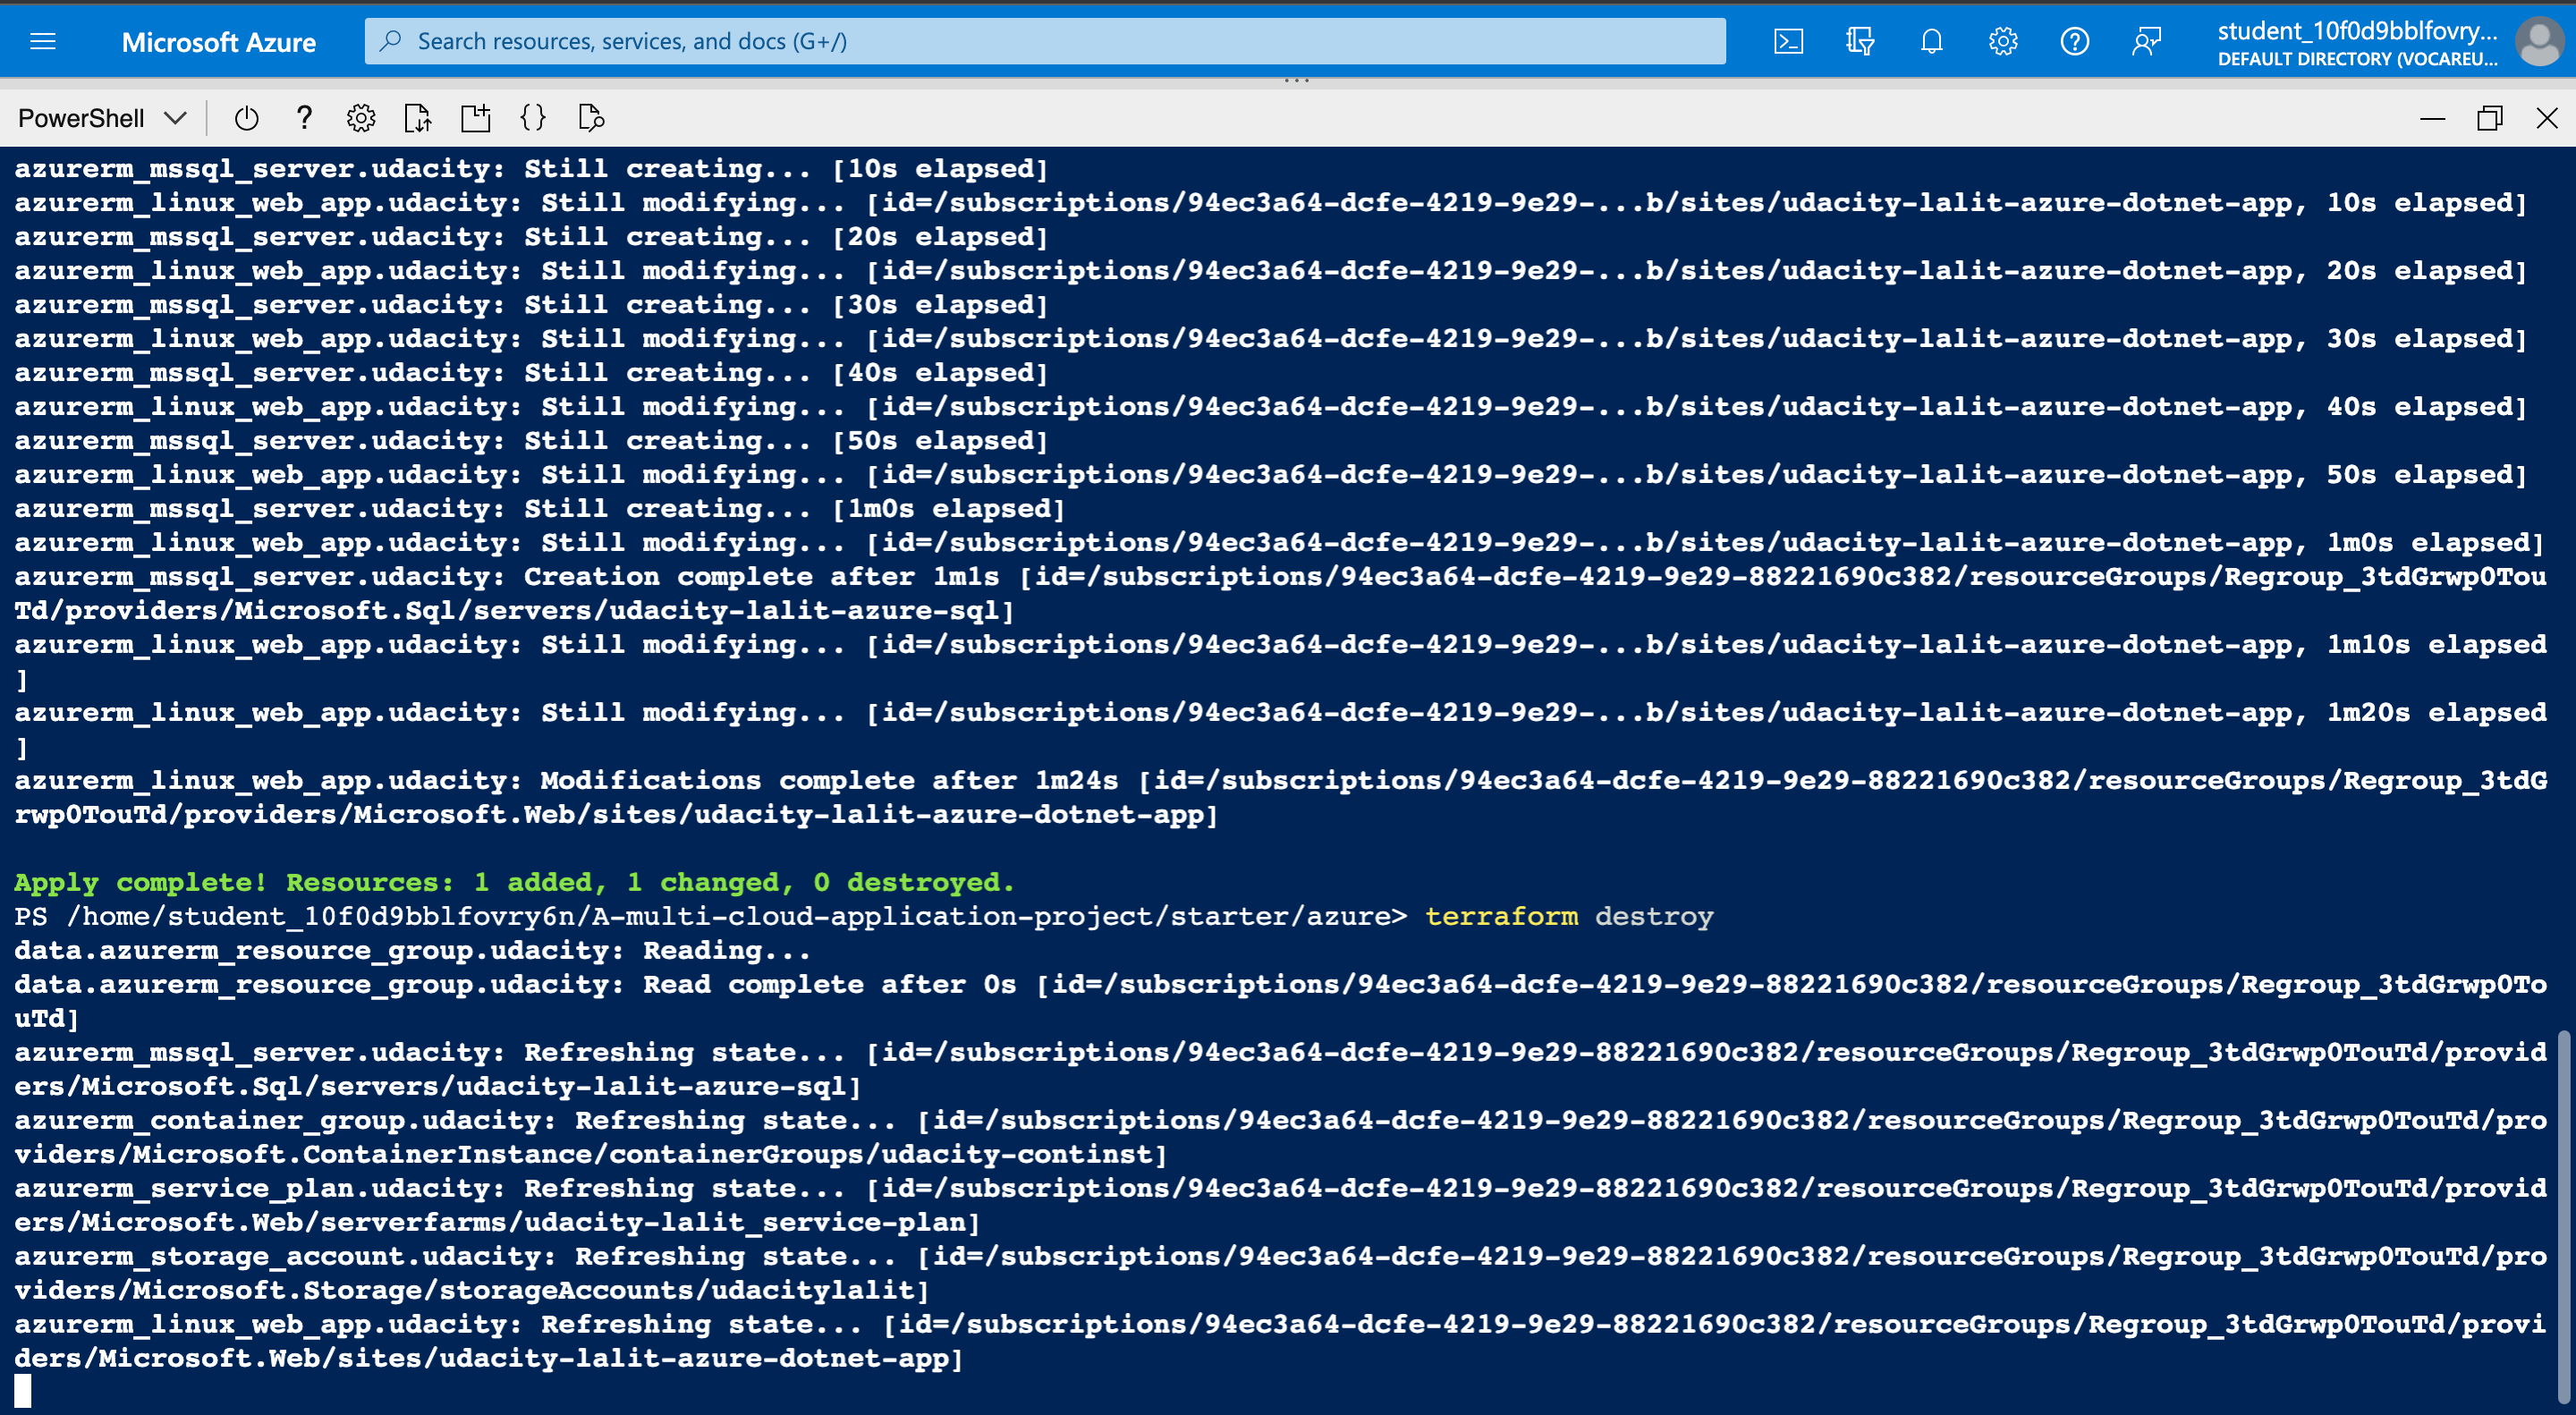 Microsoft Azure
Search resources, services, and docs (G+/)
student_10f0d9bblfovry...
DEFAULT DIRECTORY (VOCAREU...
PowerShell
azurerm_mssql_server.udacity: Still creating... [10s elapsed]
azurerm_linux_web_app.udacity: Still modifying... [id=/subscriptions/94ec3a64-dcfe-4219-9e29-...b/sites/udacity-lalit-azure-dotnet-app, 10s elapsed]
azurerm_mssql_server.udacity: Still creating... [20s elapsed]
azurerm_linux_web_app.udacity: Still modifying... [id=/subscriptions/94ec3a64-dcfe-4219-9e29-...b/sites/udacity-lalit-azure-dotnet-app, 20s elapsed]
azurerm_mssql_server.udacity: Still creating... [30s elapsed]
azurerm_linux_web_app.udacity: Still modifying... [id=/subscriptions/94ec3a64-dcfe-4219-9e29-...b/sites/udacity-lalit-azure-dotnet-app, 30s elapsed]
azurerm_mssql_server.udacity: Still creating... [40s elapsed]
azurerm_linux_web_app.udacity: Still modifying... [id=/subscriptions/94ec3a64-dcfe-4219-9e29-...b/sites/udacity-lalit-azure-dotnet-app, 40s elapsed]
azurerm_mssql_server.udacity: Still creating... [50s elapsed]
azurerm_linux_web_app.udacity: Still modifying... [id=/subscriptions/94ec3a64-dcfe-4219-9e29-...b/sites/udacity-lalit-azure-dotnet-app, 50s elapsed]
azurerm_mssql_server.udacity: Still creating... [1m0s elapsed]
azurerm_linux_web_app.udacity: Still modifying... [id=/subscriptions/94ec3a64-dcfe-4219-9e29-...b/sites/udacity-lalit-azure-dotnet-app, 1m0s elapsed]
azurerm_mssql_server.udacity: Creation complete after 1m1s [id=/subscriptions/94ec3a64-dcfe-4219-9e29-88221690c382/resourceGroups/Regroup_3tdGrwp0Tou
Td/providers/Microsoft.Sql/servers/udacity-lalit-azure-sql]
azurerm_linux_web_app.udacity: Still modifying... [id=/subscriptions/94ec3a64-dcfe-4219-9e29-...b/sites/udacity-lalit-azure-dotnet-app, 1m10s elapsed
]
azurerm_linux_web_app.udacity: Still modifying... [id=/subscriptions/94ec3a64-dcfe-4219-9e29-...b/sites/udacity-lalit-azure-dotnet-app, 1m20s elapsed
]
azurerm_linux_web_app.udacity: Modifications complete after 1m24s [id=/subscriptions/94ec3a64-dcfe-4219-9e29-88221690c382/resourceGroups/Regroup_3tdG
rwp0TouTd/providers/Microsoft.Web/sites/udacity-lalit-azure-dotnet-app]
Apply complete! Resources: 1 added, 1 changed, 0 destroyed.
PS /home/student_10f0d9bblfovry6n/A-multi-cloud-application-project/starter/azure> terraform destroy
data.azurerm_resource_group.udacity: Reading...
data.azurerm_resource_group.udacity: Read complete after 0s [id=/subscriptions/94ec3a64-dcfe-4219-9e29-88221690c382/resourceGroups/Regroup_3tdGrwp0To
uTd]
azurerm_mssql_server.udacity: Refreshing state... [id=/subscriptions/94ec3a64-dcfe-4219-9e29-88221690c382/resourceGroups/Regroup_3tdGrwp0TouTd/provid
ers/Microsoft.Sql/servers/udacity-lalit-azure-sql]
azurerm_container_group.udacity: Refreshing state... [id=/subscriptions/94ec3a64-dcfe-4219-9e29-88221690c382/resourceGroups/Regroup_3tdGrwp0TouTd/pro
viders/Microsoft.ContainerInstance/containerGroups/udacity-continst]
azurerm_service_plan.udacity: Refreshing state... [id=/subscriptions/94ec3a64-dcfe-4219-9e29-88221690c382/resourceGroups/Regroup_3tdGrwp0TouTd/provid
ers/Microsoft.Web/serverfarms/udacity-lalit_service-plan]
azurerm_storage_account.udacity: Refreshing state... [id=/subscriptions/94ec3a64-dcfe-4219-9e29-88221690c382/resourceGroups/Regroup_3tdGrwp0TouTd/pro
viders/Microsoft.Storage/storageAccounts/udacitylalit]
azurerm_linux_web_app.udacity: Refreshing state... [id=/subscriptions/94ec3a64-dcfe-4219-9e29-88221690c382/resourceGroups/Regroup_3tdGrwp0TouTd/provi
ders/Microsoft.Web/sites/udacity-lalit-azure-dotnet-app]